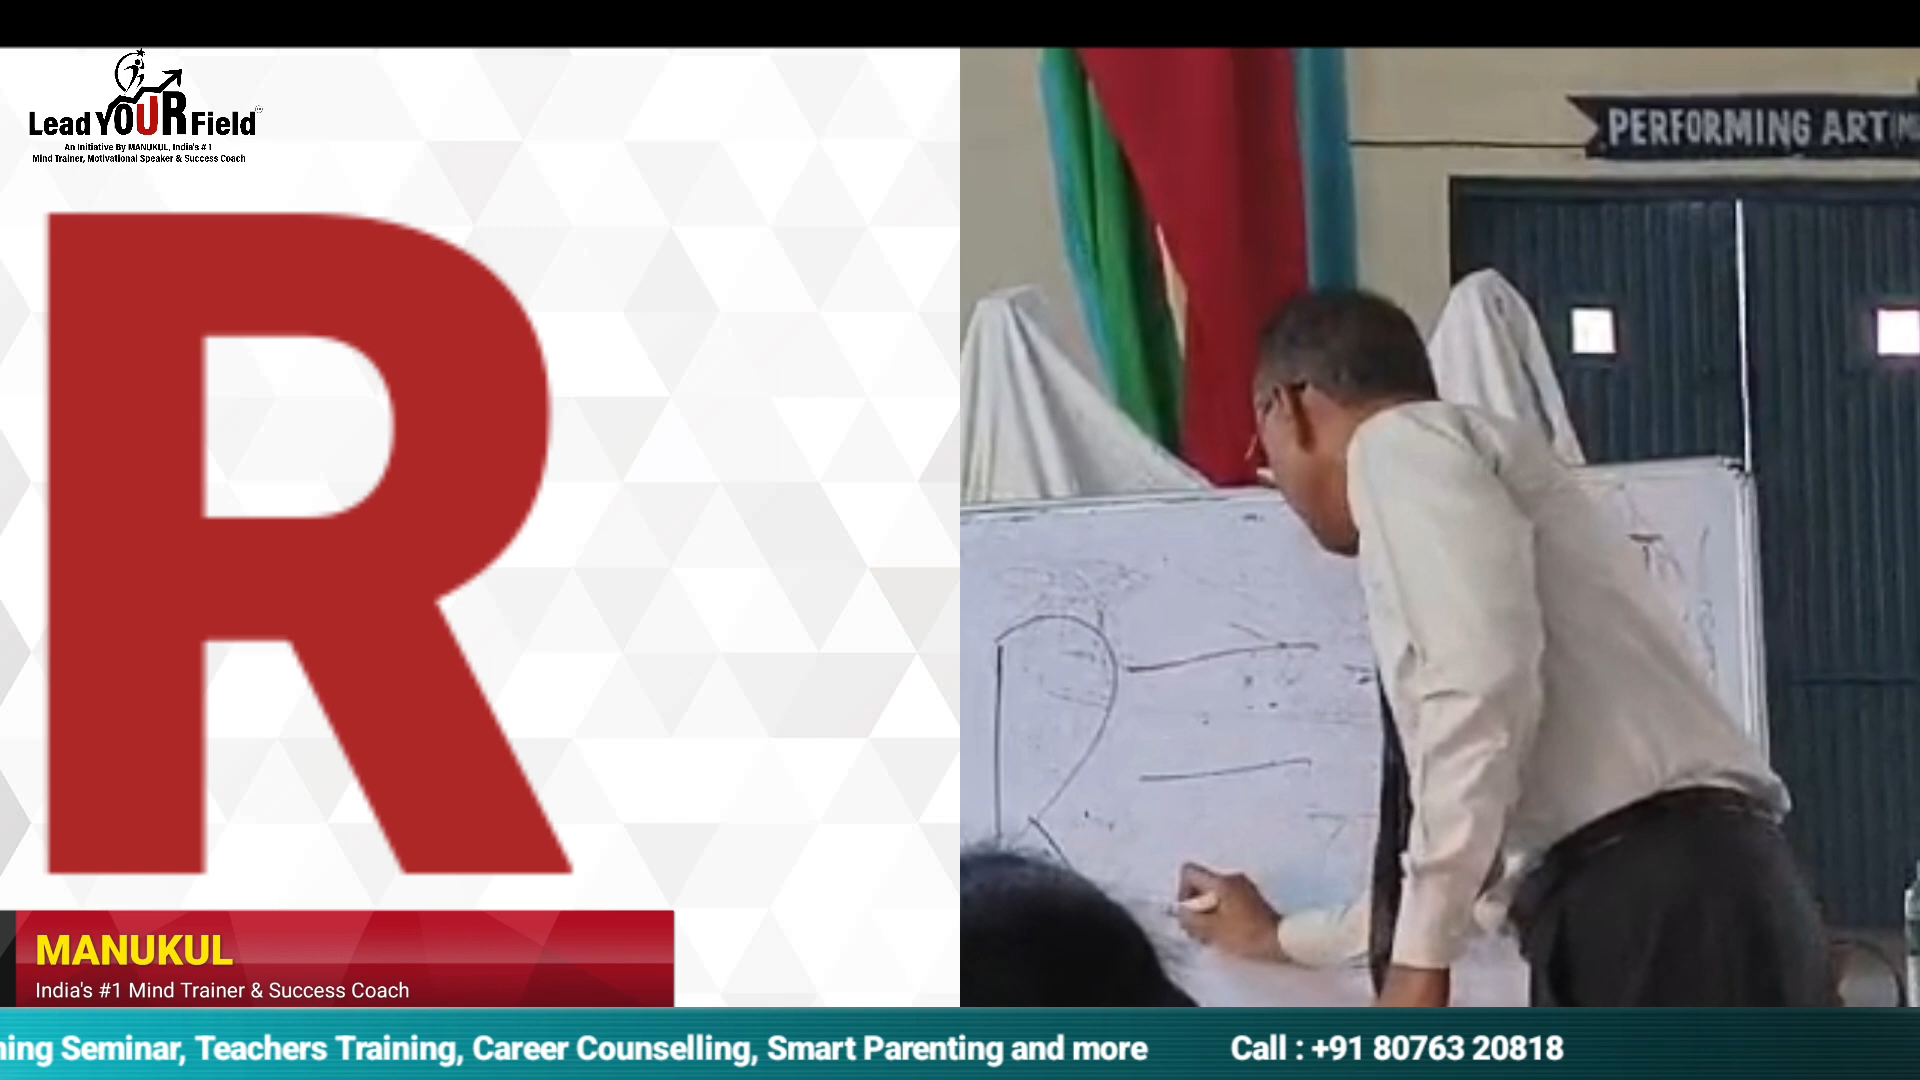 Lead YOUR Field
An Initiative By MANUKUL, India's #1
Mind Trainer, Motivational Speaker & Success Coach
R
MANUKUL
India's #1 Mind Trainer & Success Coach
PERFORMING ART
R
ning Seminar, Teachers Training, Career Counselling, Smart Parenting and more Call : +91 80763 20818